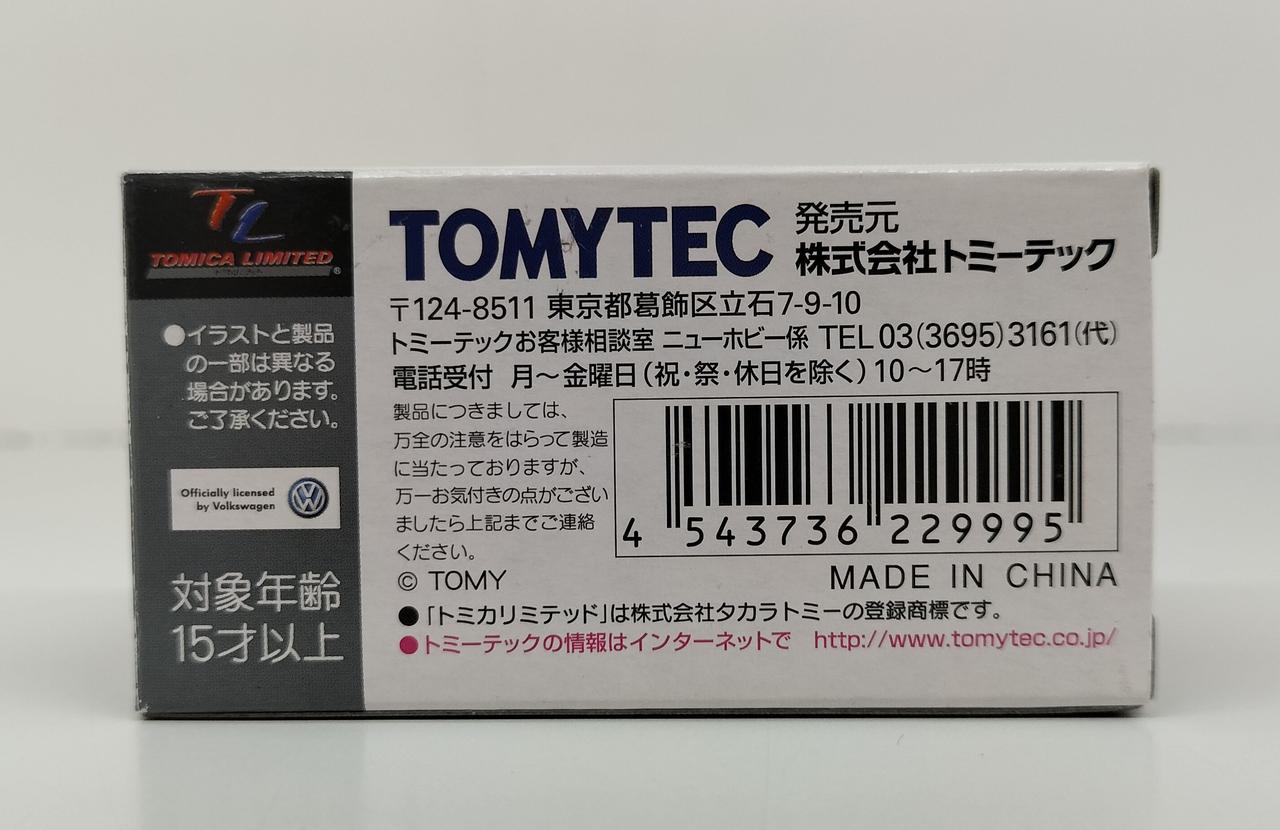 TL
TOMICA LIMITED
®
●イラストと製品
の一部は異なる
場合があります。
ご了承ください。
Officially licensed
by Volkswagen
対象年齢
15才以上
TOMYTEC
発売元
株式会社トミーテック
〒124-8511 東京都葛飾区立石7-9-10
トミーテックお客様相談室 ニューホビー係 TEL 03(3695)3161(代)
電話受付 月～金曜日(祝・祭・休日を除く)10～17時
製品につきましては、
万全の注意をはらって製造
に当たっておりますが、
万一お気付きの点がござい
ましたら上記までご連絡
ください。
4 543736 229995
© TOMY
MADE IN CHINA
●「トミカリミテッド」は株式会社タカラトミーの登録商標です。
●トミーテックの情報はインターネットで http://www.tomytec.co.jp/